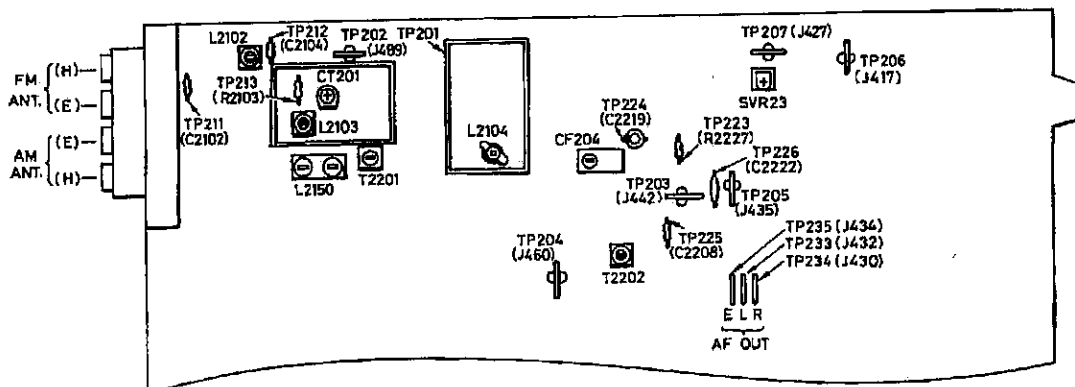 FM
ANT.
(H)
(E)
AM
ANT.
(E)
(H)
TP211
(C2102)
L2102
TP212
(C2104)
TP202
(J489)
TP201
TP213
(R2103)
CT201
L2103
L2150
T2201
L2104
TP207 (J427)
TP206
(J417)
SVR23
TP224
(C2219)
CF204
TP223
(R2227)
TP226
(C2222)
TP203
(J442)
TP205
(J435)
TP225
(C2208)
TP204
(J460)
T2202
TP235 (J434)
TP233 (J432)
TP234 (J430)
E L R
AF OUT